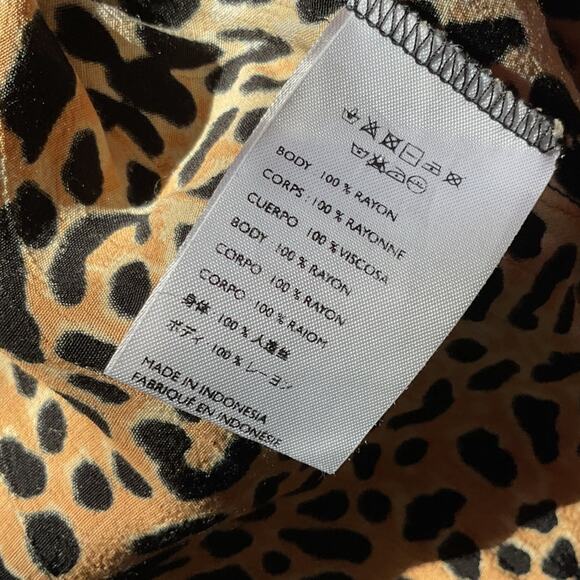 BODY 100 % RAYON
CORPS : 100 % RAYONNE
CUERPO 100 % VISCOSA
BODY 100 % RAYON
CORPO 100 % RAYON
CORPO 100 % RAIOM
身体 100 % 人造丝
ボディ 100 % レーヨン
MADE IN INDONESIA
FABRIQUÉ EN INDONESIE